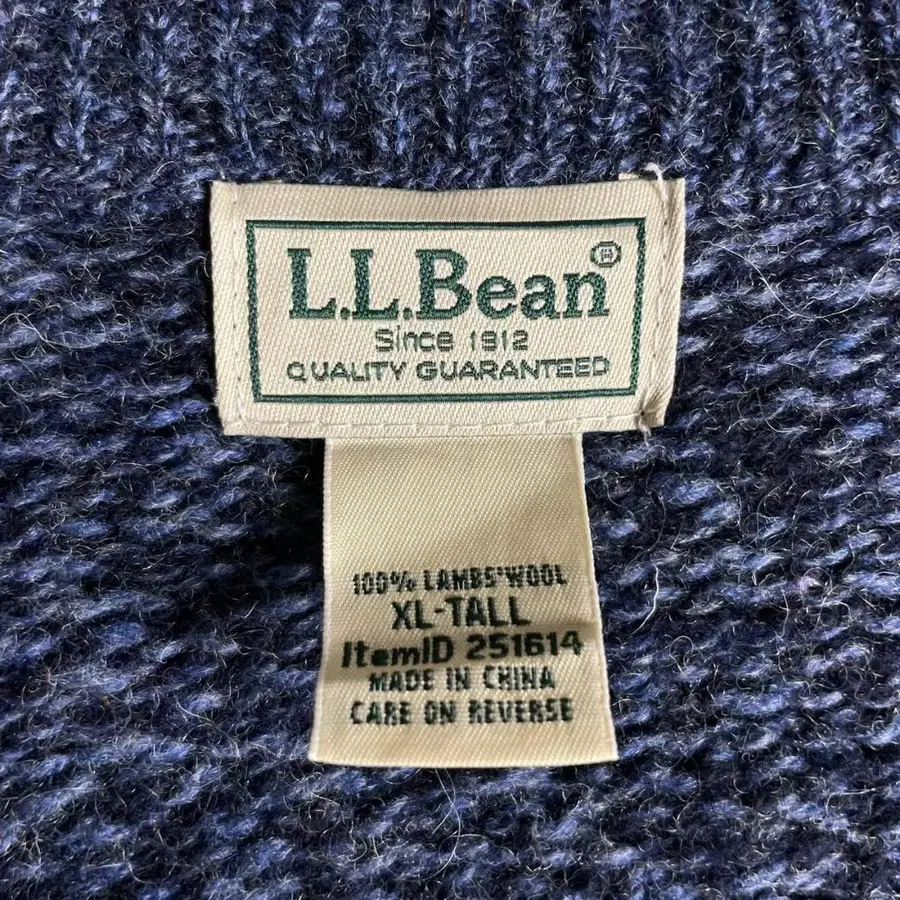 L.L.Bean®
Since 1912
QUALITY GUARANTEED
100% LAMBS' WOOL
XL-TALL
ItemID 251614
MADE IN CHINA
CARE ON REVERSE